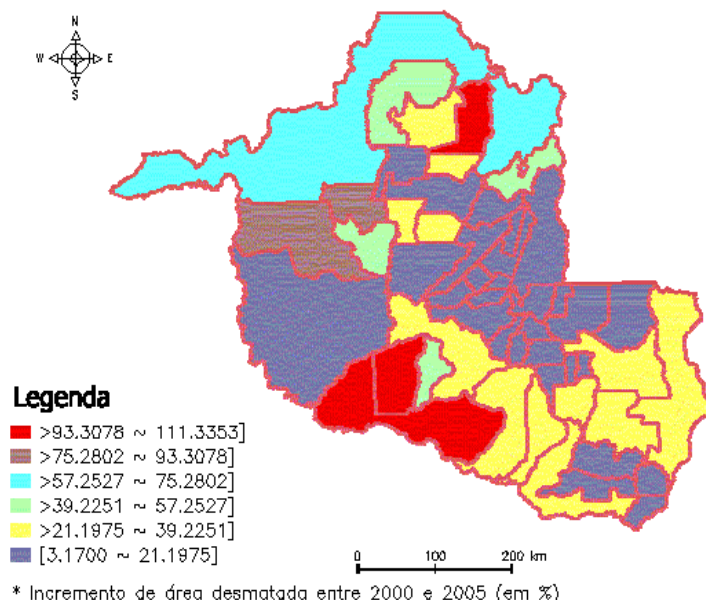 N
W E
S
Legenda
>93.3078 ~ 111.3353]
>75.2802 ~ 93.3078]
>57.2527 ~ 75.2802]
>39.2251 ~ 57.2527]
>21.1975 ~ 39.2251]
[3.1700 ~ 21.1975]
0 100 200 km
* Incremento de área desmatada entre 2000 e 2005 (em %)